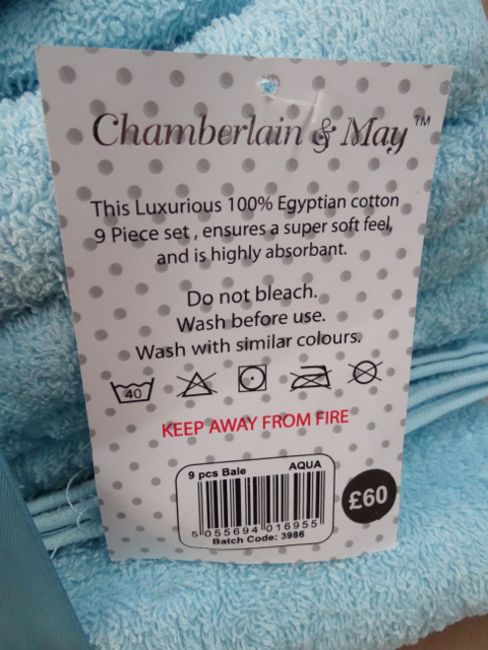 Chamberlain & May™
This Luxurious 100% Egyptian cotton
9 Piece set , ensures a super soft feel,
and is highly absorbant.
Do not bleach.
Wash before use.
Wash with similar colours.
40
KEEP AWAY FROM FIRE
9 pcs Bale AQUA
£60
5 055694 016955
Batch Code: 3986